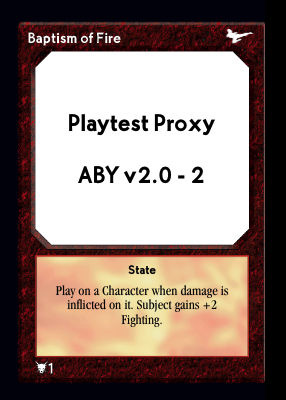 Baptism of Fire
Playtest Proxy
ABY v2.0 - 2
State
Play on a Character when damage is
inflicted on it. Subject gains +2
Fighting.
1